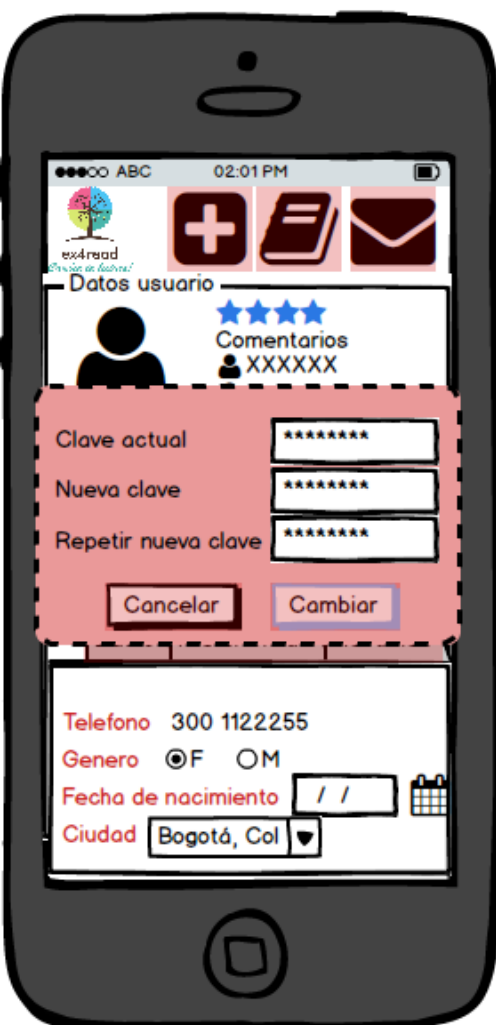 ABC 02:01 PM
ex4read
Datos usuario
Comentarios
XXXXXX
Clave actual ********
Nueva clave ********
Repetir nueva clave ********
Cancelar Cambiar
Telefono 300 1122255
Genero F M
Fecha de nacimiento / /
Ciudad Bogotá, Col